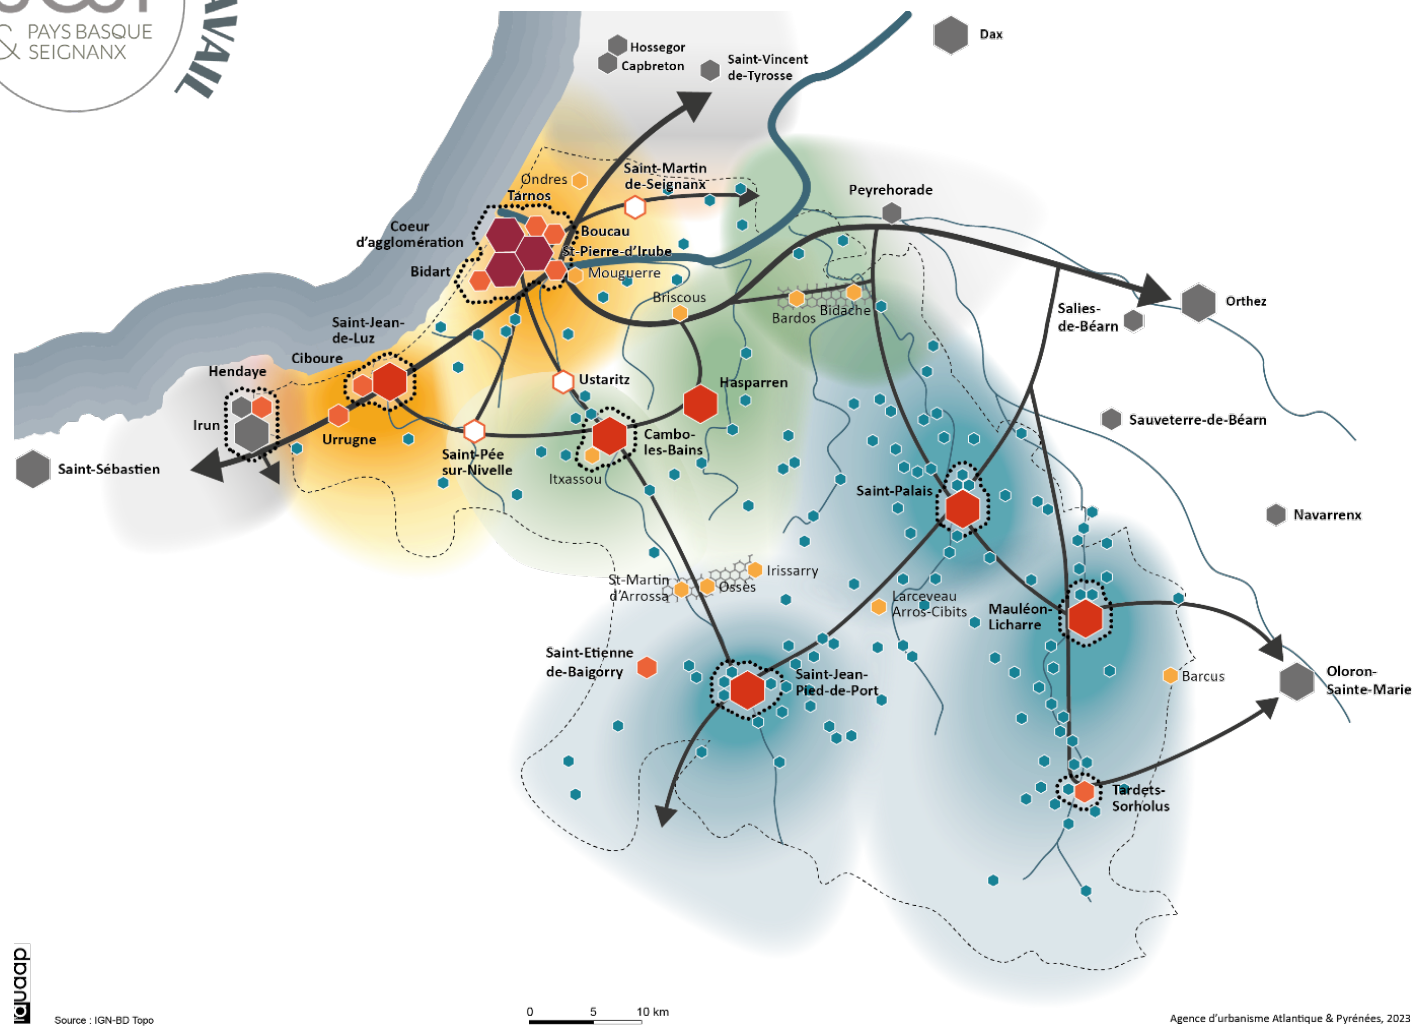 PAYS BASQUE
& SEIGNANX
AVAIL
Hossegor
Capbreton
Saint-Vincent
de-Tyrosse
Dax
Ondres
Tarnos
Saint-Martin
de-Seignanx
Peyrehorade
Coeur
d'agglomération
Boucau
St-Pierre-d'Irube
Bidart
Mouguerre
Briscous
Bardos
Bidache
Salies-
de-Béarn
Orthez
Saint-Jean-
de-Luz
Ciboure
Hendaye
Irun
Urrugne
Ustaritz
Hasparren
Saint-Sébastien
Saint-Pée
sur-Nivelle
Cambo-
les-Bains
Itxassou
Sauveterre-de-Béarn
Saint-Palais
Navarrenx
St-Martin
d'Arrossa
Ossès
Irissarry
Larceveau
Arros-Cibits
Mauléon-
Licharre
Saint-Etienne
de-Baigorry
Saint-Jean-
Pied-de-Port
Barcus
Oloron-
Sainte-Marie
Tardets-
Sorholus
aquaap
Source : IGN-BD Topo
0 5 10 km
Agence d'urbanisme Atlantique & Pyrénées, 2023